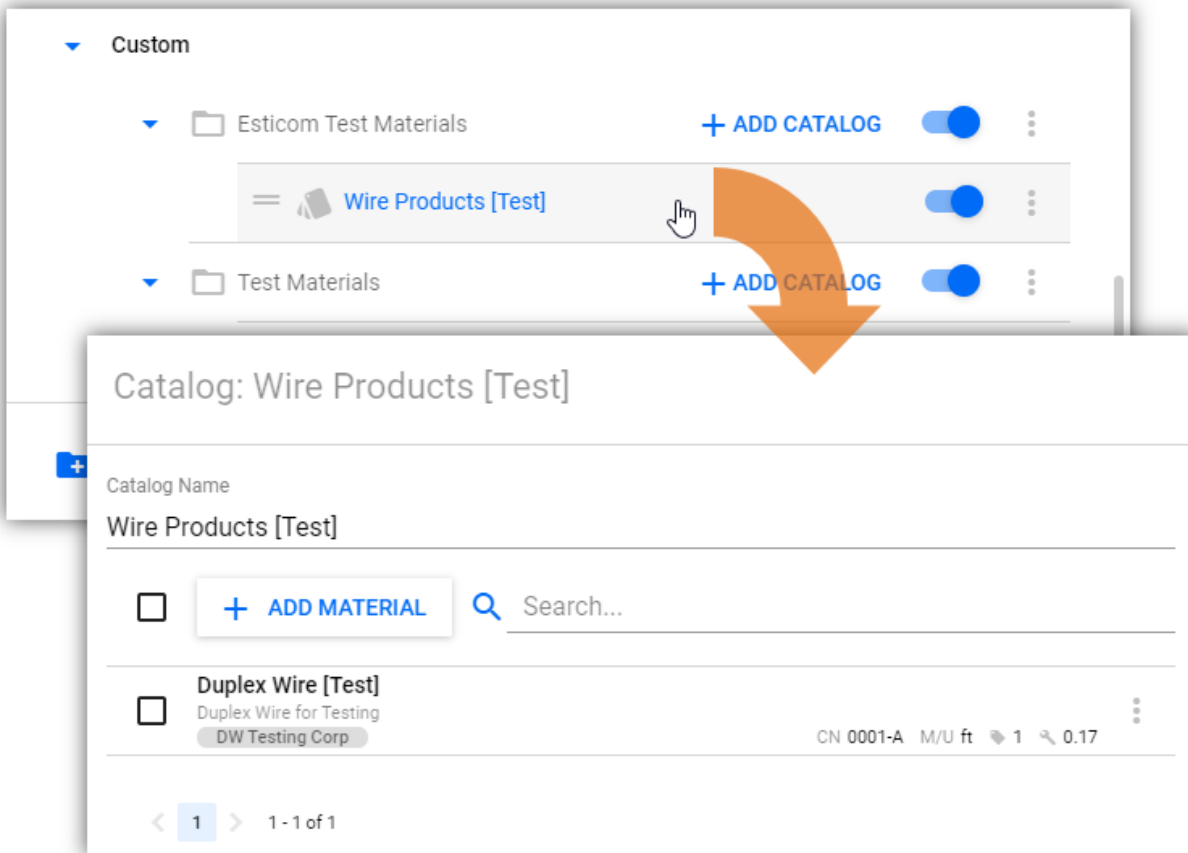 Custom
Esticom Test Materials
+ ADD CATALOG
Wire Products [Test]
Test Materials
+ ADD CATALOG
Catalog: Wire Products [Test]
Catalog Name
Wire Products [Test]
+ ADD MATERIAL
Search...
Duplex Wire [Test]
Duplex Wire for Testing
DW Testing Corp
CN 0001-A M/U ft 1 0.17
< 1 > 1 - 1 of 1